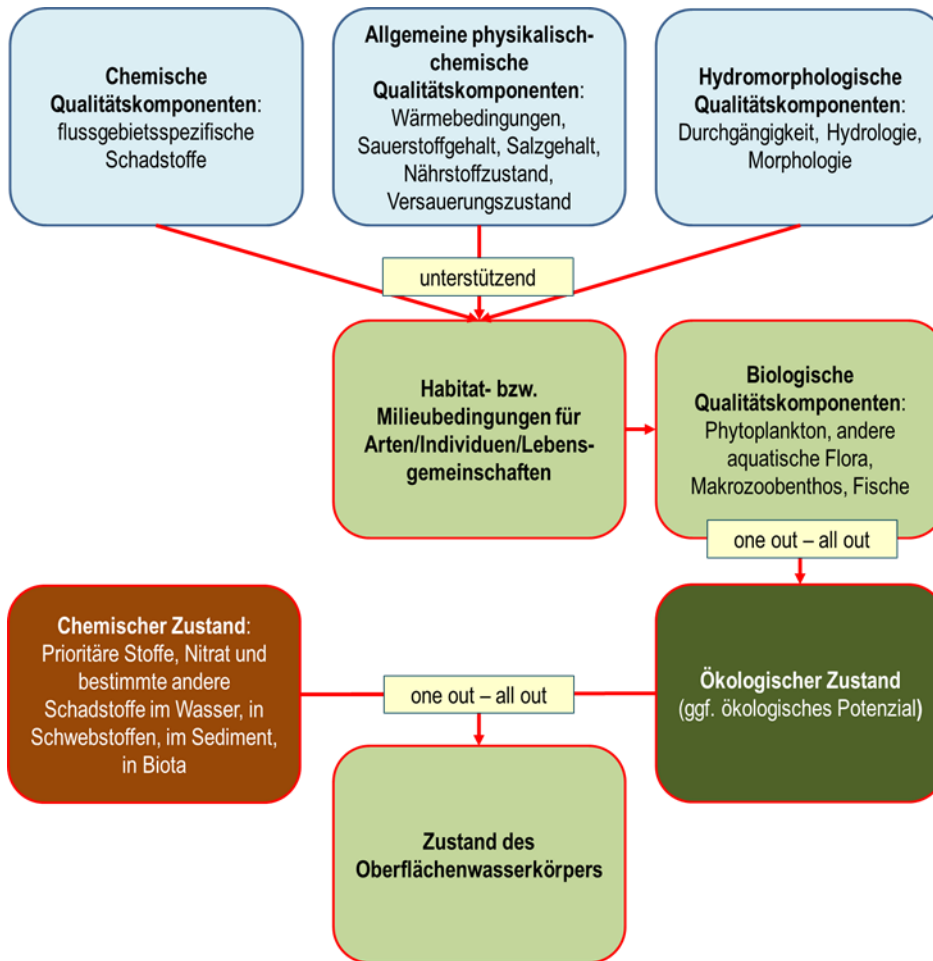 Chemische
Qualitätskomponenten:
flussgebietsspezifische
Schadstoffe
Allgemeine physikalisch-
chemische
Qualitätskomponenten:
Wärmebedingungen,
Sauerstoffgehalt, Salzgehalt,
Nährstoffzustand,
Versauerungszustand
Hydromorphologische
Qualitätskomponenten:
Durchgängigkeit, Hydrologie,
Morphologie
unterstützend
Habitat- bzw.
Milieubedingungen für
Arten/Individuen/Lebens-
gemeinschaften
Biologische
Qualitätskomponenten:
Phytoplankton, andere
aquatische Flora,
Makrozoobenthos, Fische
one out – all out
Chemischer Zustand:
Prioritäre Stoffe, Nitrat und
bestimmte andere
Schadstoffe im Wasser, in
Schwebstoffen, im Sediment,
in Biota
one out – all out
Ökologischer Zustand
(ggf. ökologisches Potenzial)
Zustand des
Oberflächenwasserkörpers